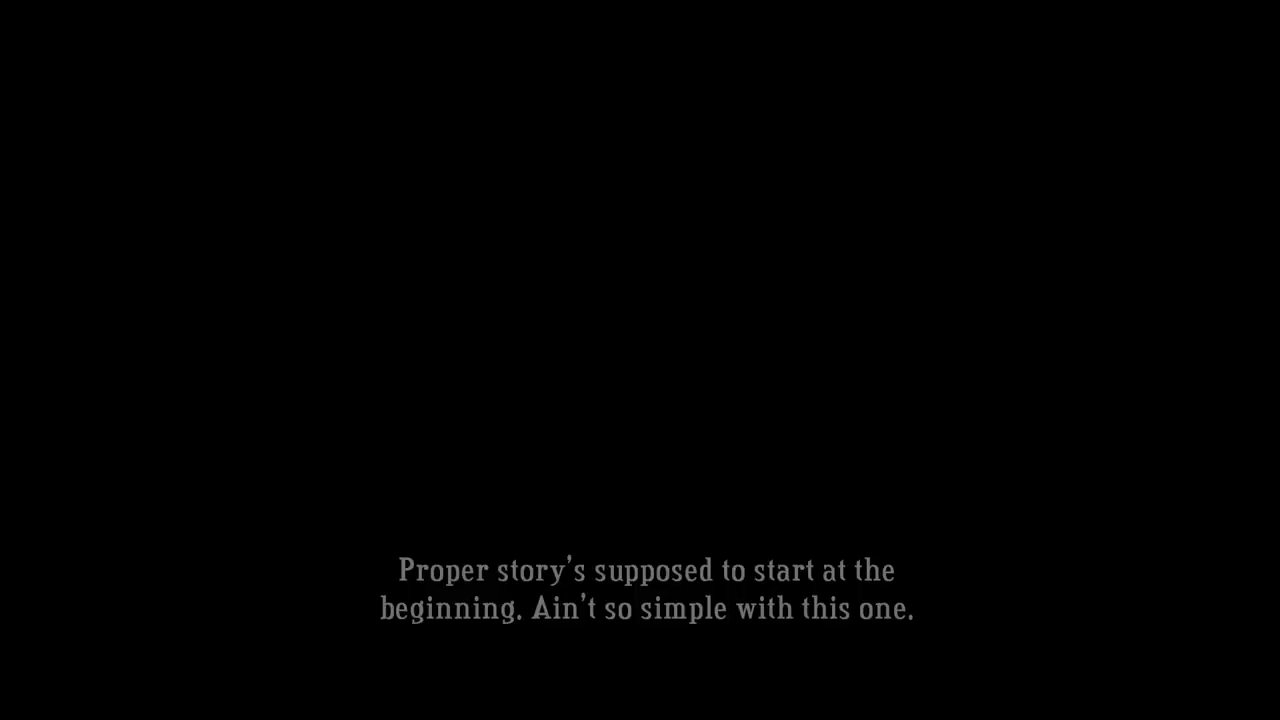 Proper story's supposed to start at the
beginning. Ain't so simple with this one.